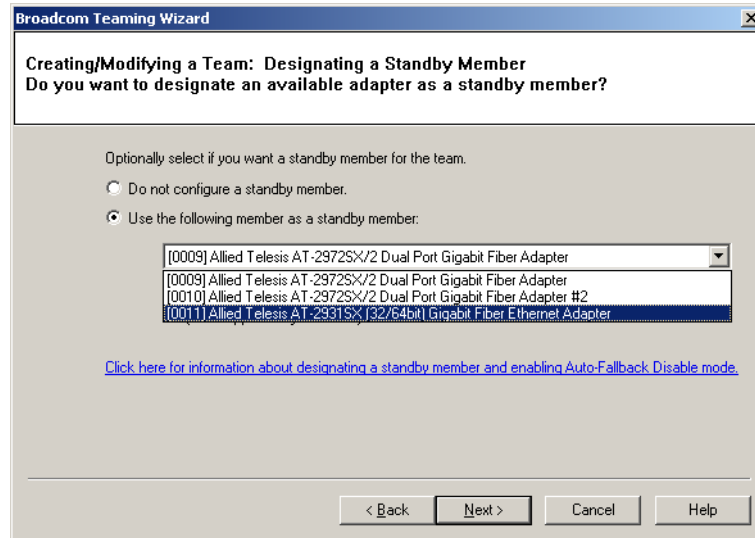 Broadcom Teaming Wizard
Creating/Modifying a Team: Designating a Standby Member
Do you want to designate an available adapter as a standby member?
Optionally select if you want a standby member for the team.
Do not configure a standby member.
Use the following member as a standby member:
[0009] Allied Telesis AT-2972SX/2 Dual Port Gigabit Fiber Adapter
[0009] Allied Telesis AT-2972SX/2 Dual Port Gigabit Fiber Adapter
[0010] Allied Telesis AT-2972SX/2 Dual Port Gigabit Fiber Adapter #2
[0011] Allied Telesis AT-2931SX (32/64bit) Gigabit Fiber Ethernet Adapter
Click here for information about designating a standby member and enabling Auto-Fallback Disable mode.
< Back Next > Cancel Help